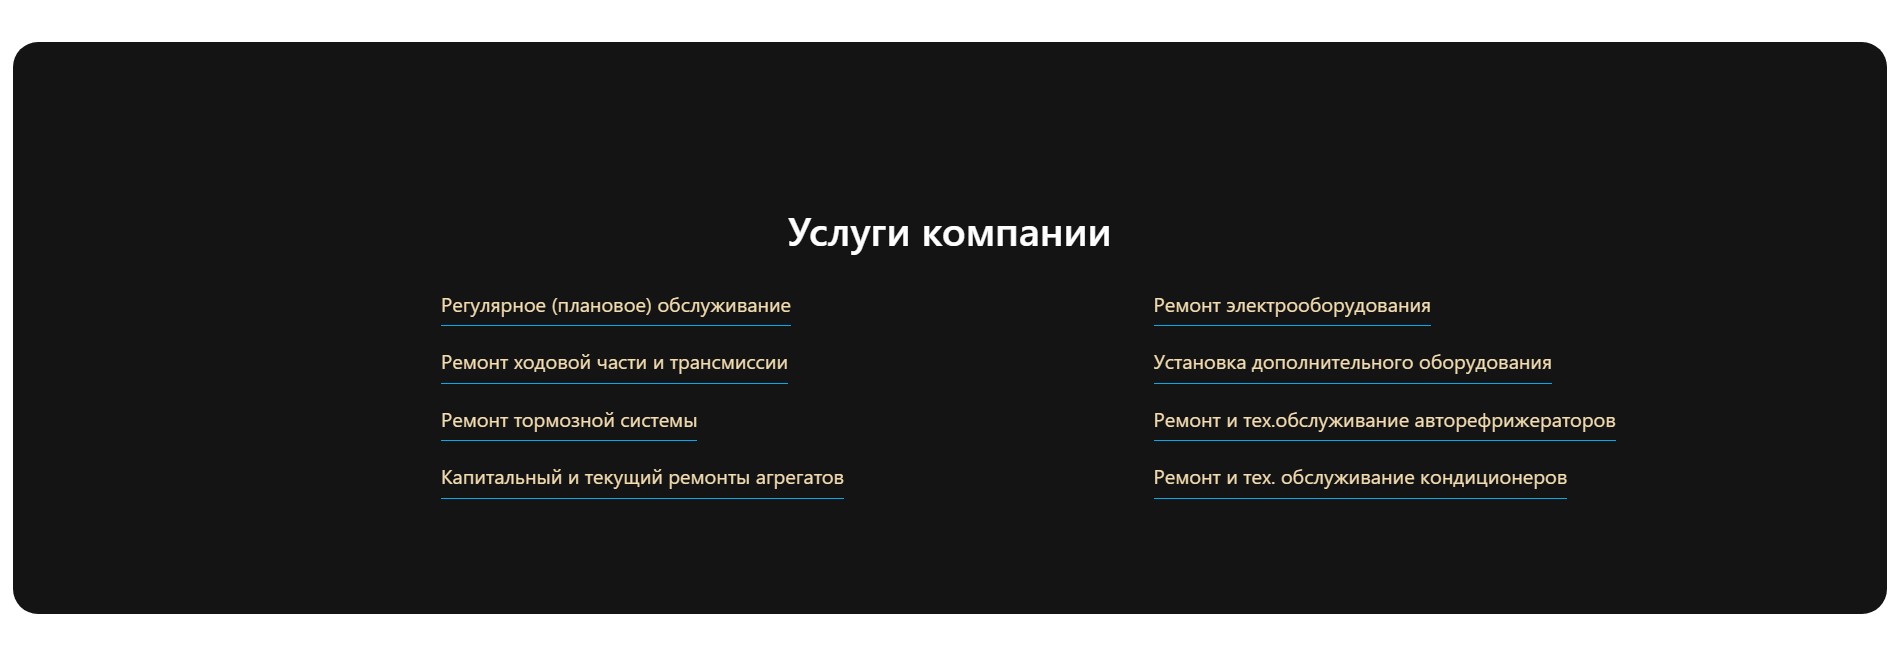 Услуги компании
Регулярное (плановое) обслуживание
Ремонт ходовой части и трансмиссии
Ремонт тормозной системы
Капитальный и текущий ремонты агрегатов
Ремонт электрооборудования
Установка дополнительного оборудования
Ремонт и тех.обслуживание авторефрижераторов
Ремонт и тех. обслуживание кондиционеров